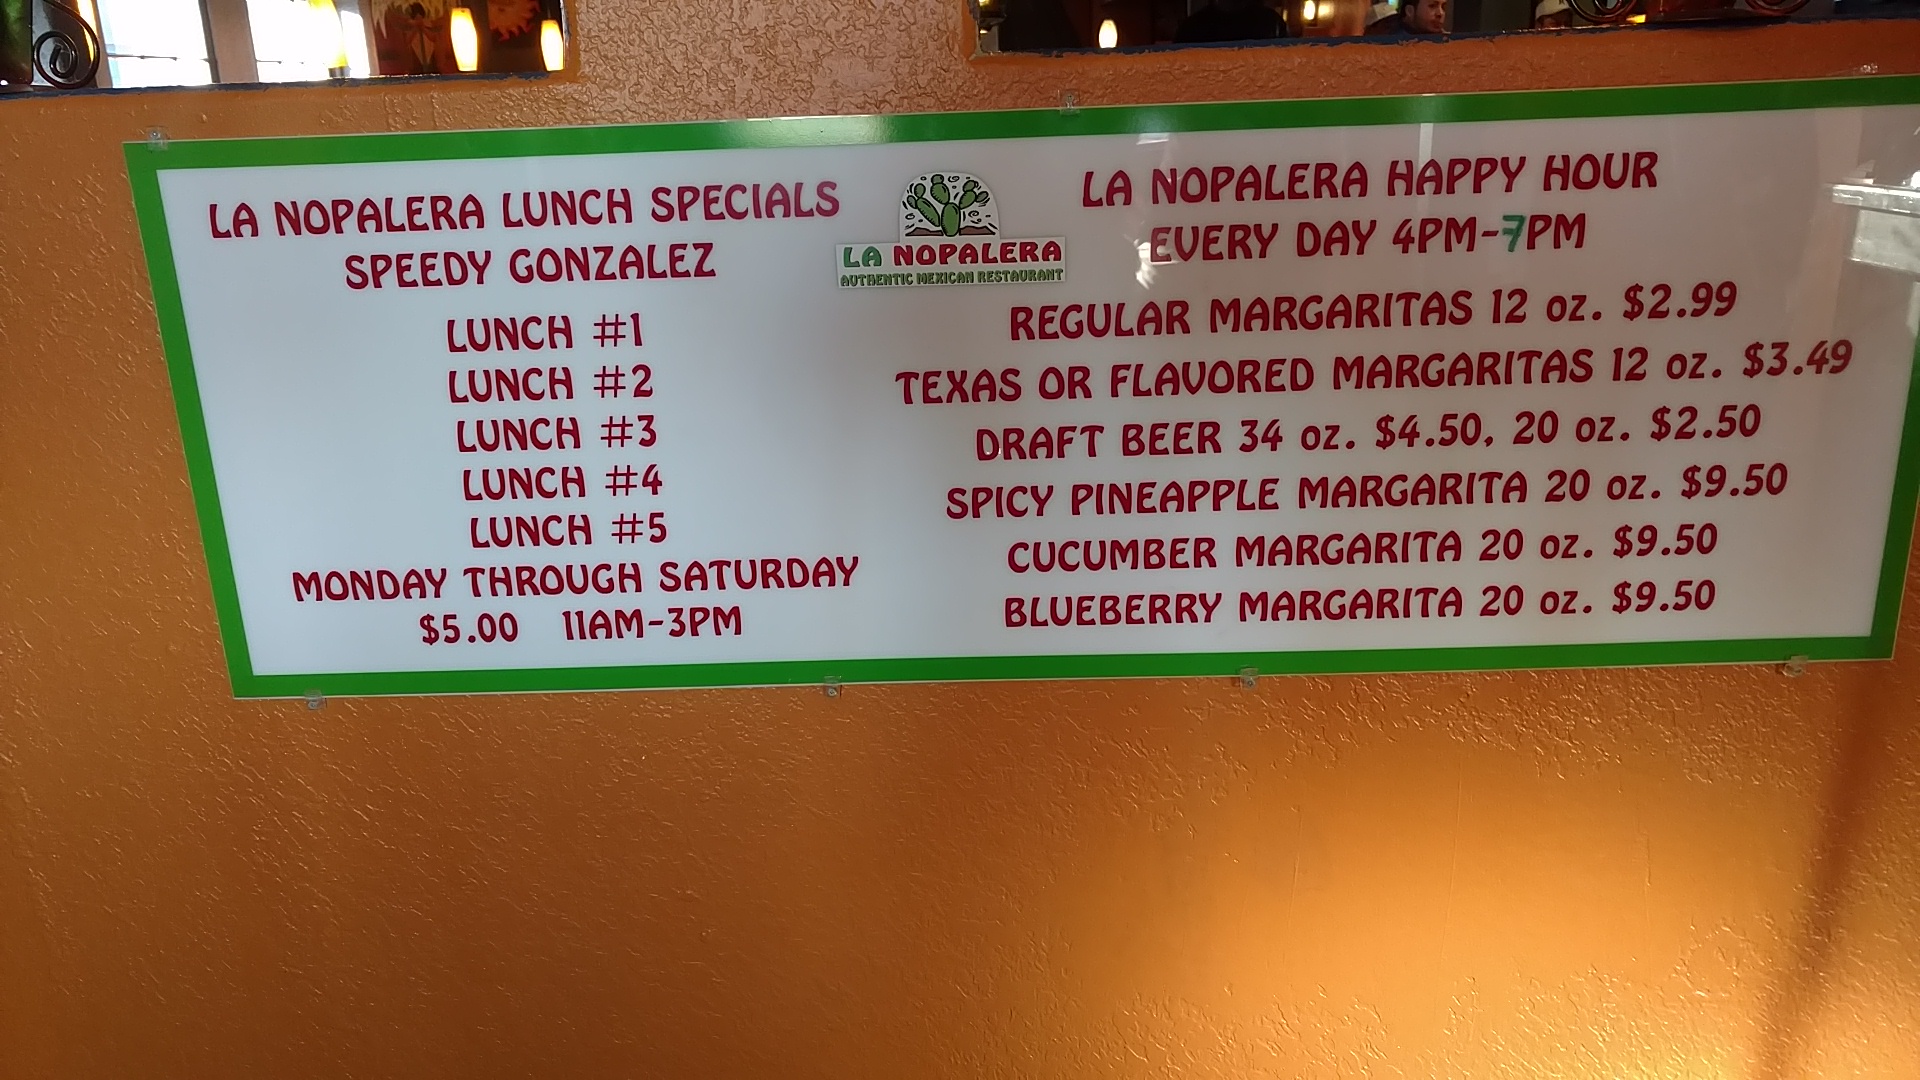 LA NOPALERA LUNCH SPECIALS
SPEEDY GONZALEZ
LUNCH #1
LUNCH #2
LUNCH #3
LUNCH #4
LUNCH #5
MONDAY THROUGH SATURDAY
$5.00 11AM-3PM
LA NOPALERA
AUTHENTIC MEXICAN RESTAURANT
LA NOPALERA HAPPY HOUR
EVERY DAY 4PM-7PM
REGULAR MARGARITAS 12 oz. $2.99
TEXAS OR FLAVORED MARGARITAS 12 oz. $3.49
DRAFT BEER 34 oz. $4.50, 20 oz. $2.50
SPICY PINEAPPLE MARGARITA 20 oz. $9.50
CUCUMBER MARGARITA 20 oz. $9.50
BLUEBERRY MARGARITA 20 oz. $9.50